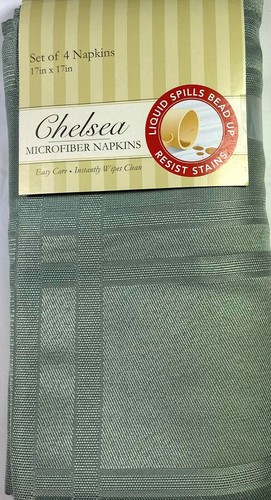 Set of 4 Napkins
17in x 17in
Chelsea
MICROFIBER NAPKINS
Easy Care • Instantly Wipes Clean
LIQUID SPILLS BEAD UP
RESIST STAINS